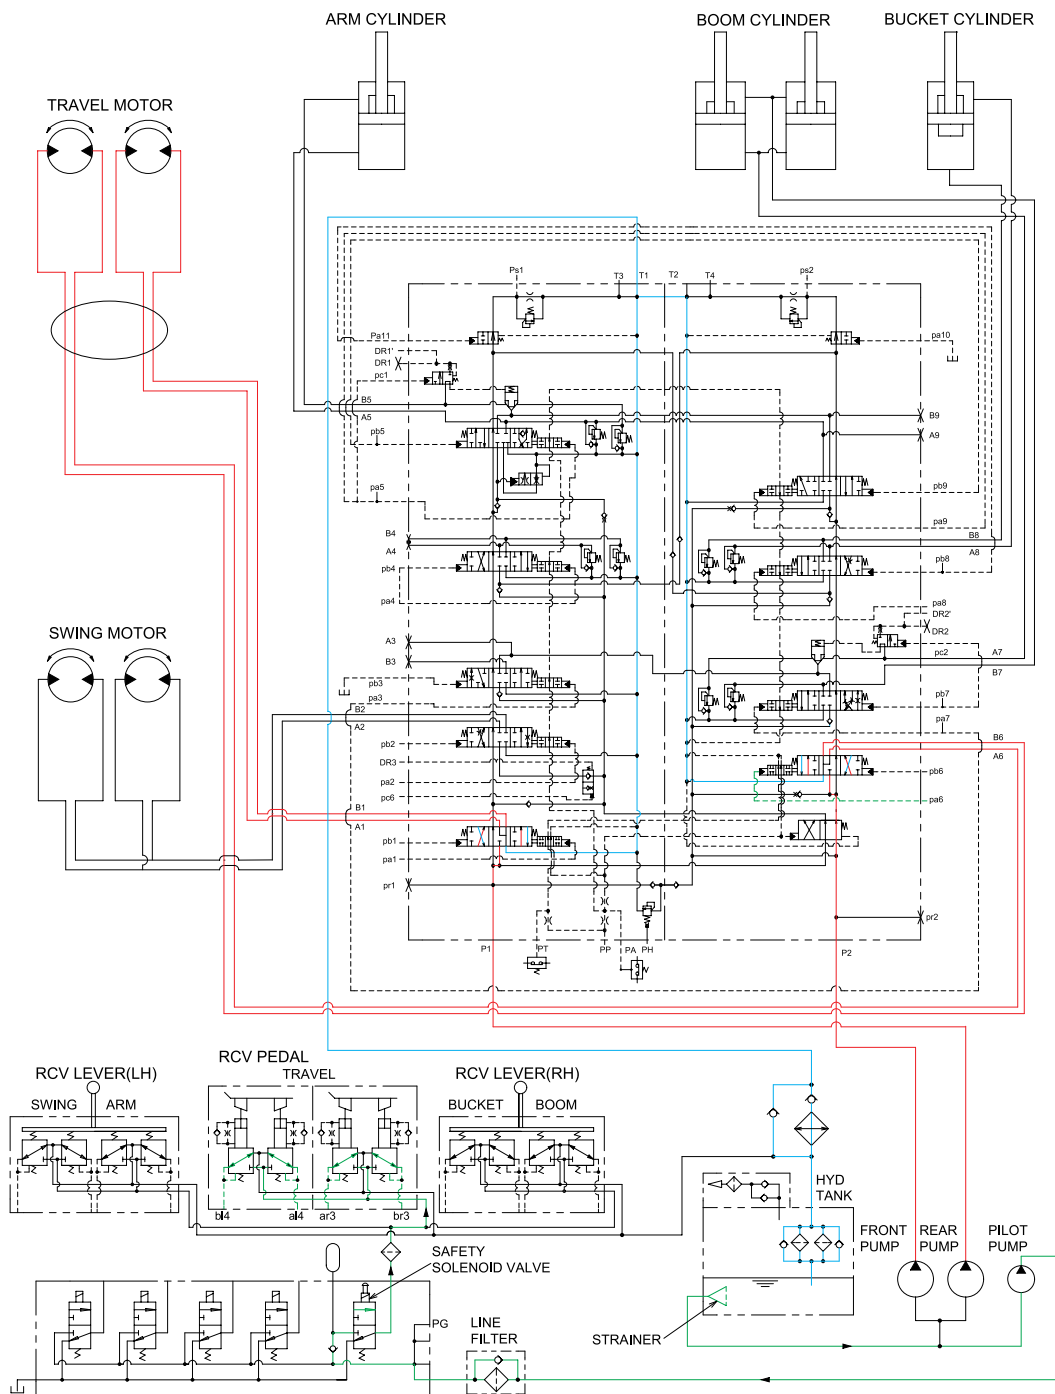 ARM CYLINDER
BOOM CYLINDER
BUCKET CYLINDER
TRAVEL MOTOR
Ps1
T3
T1
T2
T4
ps2
Pa11
pa10
DR1'
DR1
pc1
B5
A5
B9
A9
pb5
pa5
pb9
pa9
B4
A4
B8
A8
pb4
pb8
pa4
pa8
DR2'
DR2
SWING MOTOR
A3
B3
pc2
A7
B7
pb3
pa3
pb7
pa7
B2
A2
pb2
B6
A6
DR3
pa2
pc6
pb6
pa6
B1
A1
pb1
pa1
pr1
pr2
P1
PT
PP
PA
PH
P2
RCV LEVER(LH)
SWING
ARM
RCV PEDAL
TRAVEL
RCV LEVER(RH)
BUCKET
BOOM
bl4
al4
ar3
br3
HYD
TANK
FRONT
PUMP
REAR
PUMP
PILOT
PUMP
SAFETY
SOLENOID VALVE
PG
LINE
FILTER
STRAINER